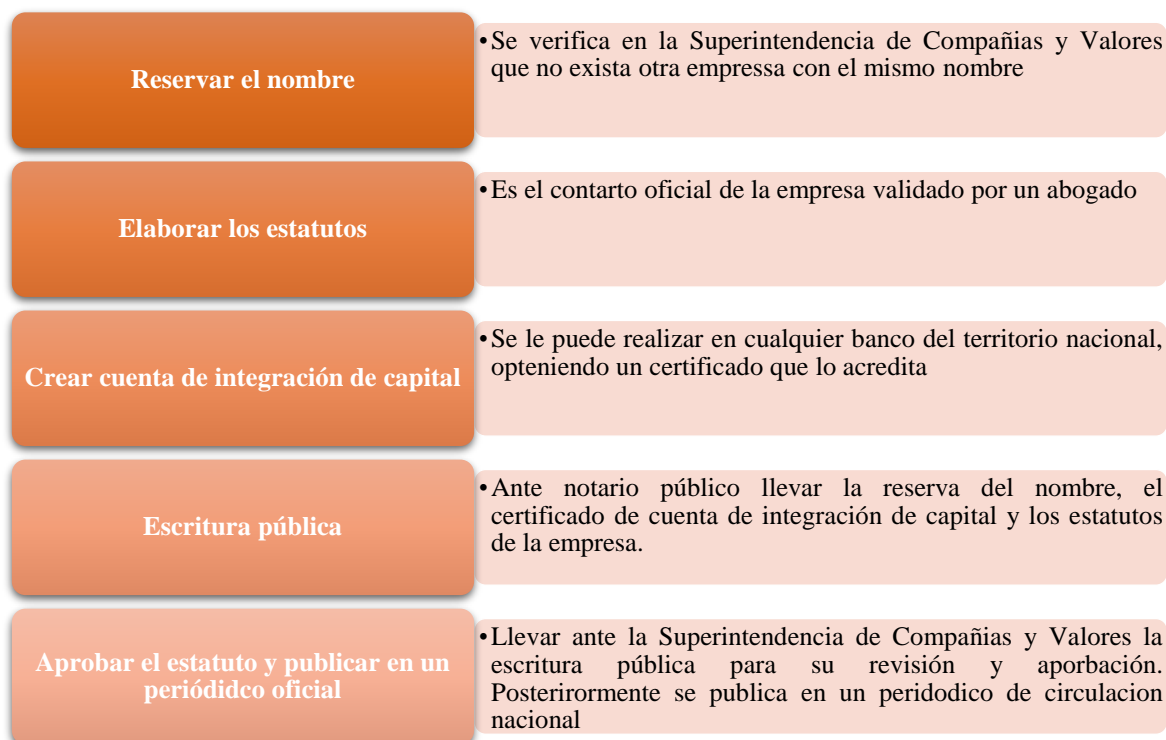 Reservar el nombre
•Se verifica en la Superintendencia de Compañias y Valores
que no exista otra empressa con el mismo nombre
Elaborar los estatutos
•Es el contarto oficial de la empresa validado por un abogado
Crear cuenta de integración de capital
•Se le puede realizar en cualquier banco del territorio nacional,
opteniendo un certificado que lo acredita
Escritura pública
•Ante notario público llevar la reserva del nombre, el
certificado de cuenta de integración de capital y los estatutos
de la empresa.
Aprobar el estatuto y publicar en un
periódidco oficial
•Llevar ante la Superintendencia de Compañias y Valores la
escritura pública para su revisión y aporbación.
Posterirormente se publica en un peridodico de circulacion
nacional